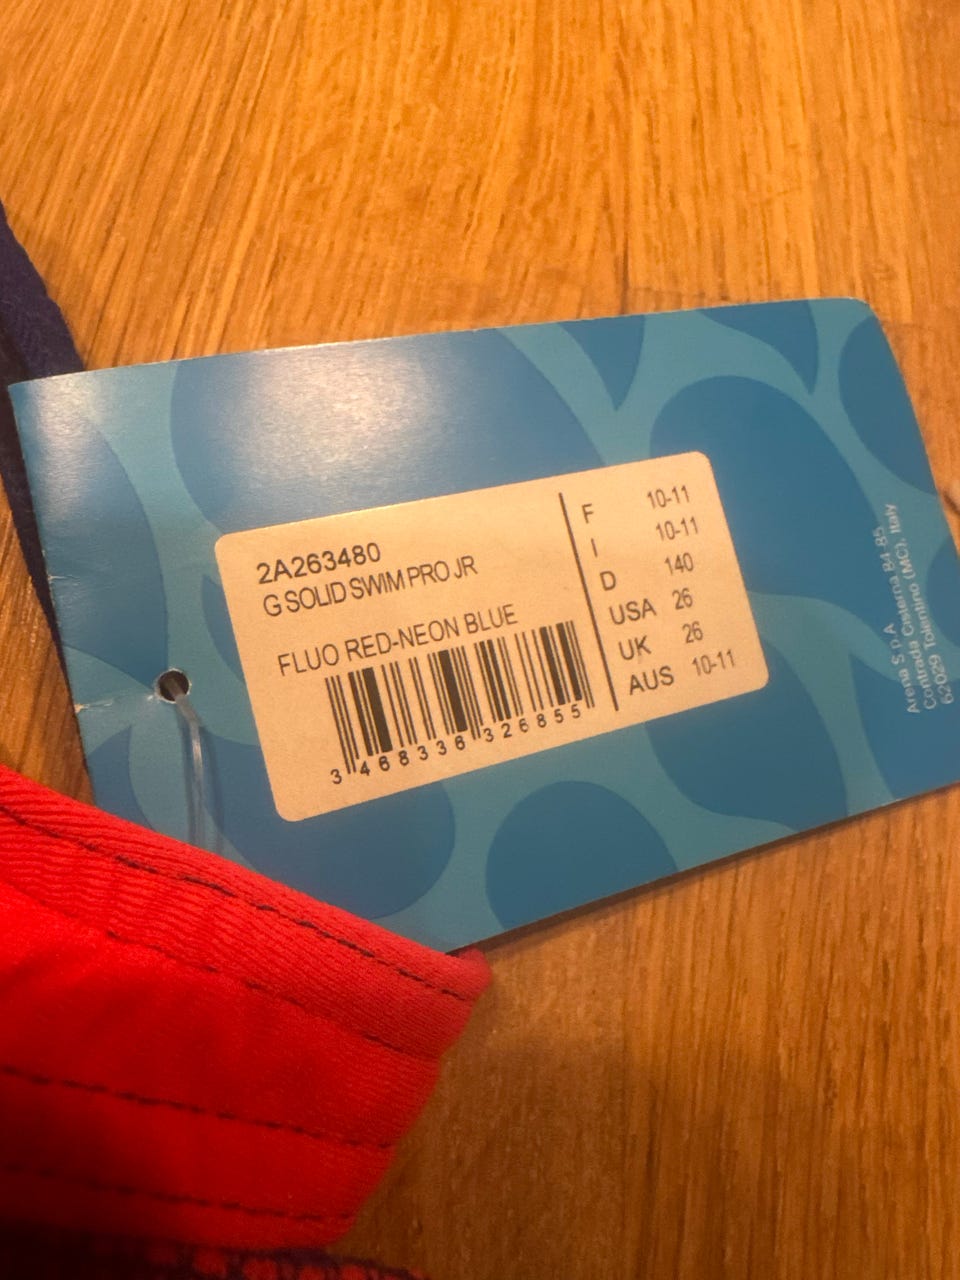 2A263480
G SOLID SWIM PRO JR
FLUO RED-NEON BLUE
3 468336 326855
F 10-11
I 10-11
D 140
USA 26
UK 26
AUS 10-11
Arena S.P.A
Contrada Cisterna 84 85
62029 Tolentino (MC), Italy